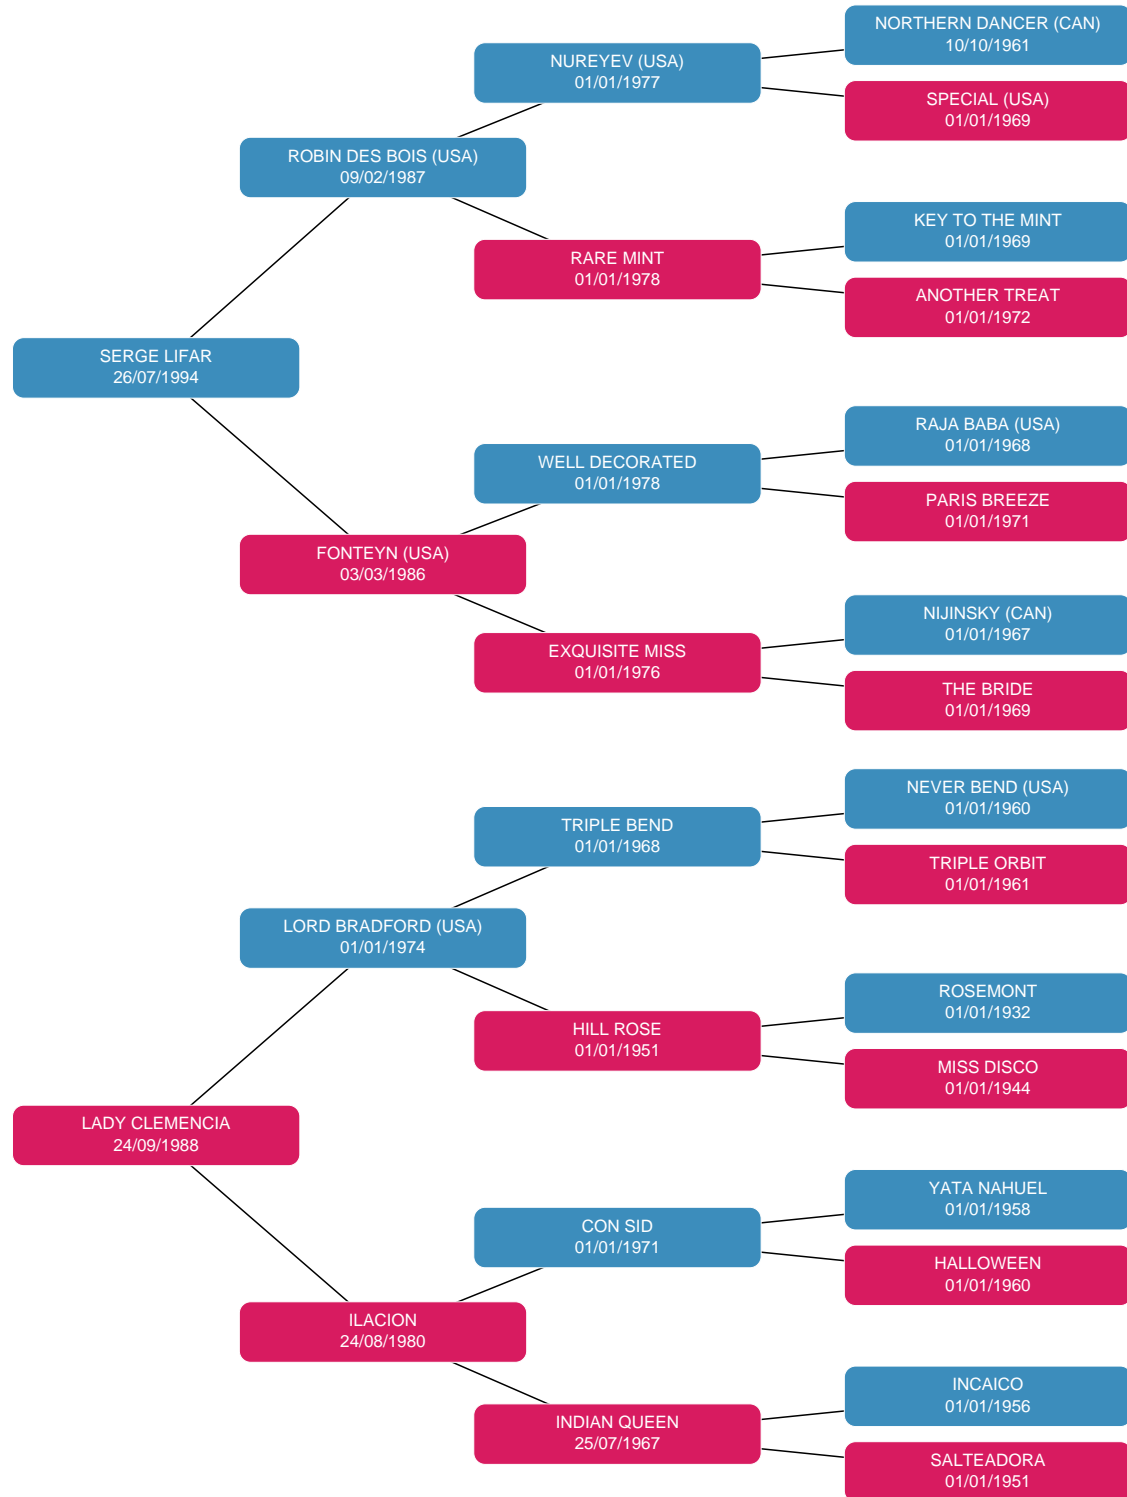 NORTHERN DANCER (CAN)
10/10/1961
NUREYEV (USA)
01/01/1977
SPECIAL (USA)
01/01/1969
ROBIN DES BOIS (USA)
09/02/1987
KEY TO THE MINT
01/01/1969
RARE MINT
01/01/1978
ANOTHER TREAT
01/01/1972
SERGE LIFAR
26/07/1994
RAJA BABA (USA)
01/01/1968
WELL DECORATED
01/01/1978
PARIS BREEZE
01/01/1971
FONTEYN (USA)
03/03/1986
NIJINSKY (CAN)
01/01/1967
EXQUISITE MISS
01/01/1976
THE BRIDE
01/01/1969
NEVER BEND (USA)
01/01/1960
TRIPLE BEND
01/01/1968
TRIPLE ORBIT
01/01/1961
LORD BRADFORD (USA)
01/01/1974
ROSEMONT
01/01/1932
HILL ROSE
01/01/1951
MISS DISCO
01/01/1944
LADY CLEMENCIA
24/09/1988
YATA NAHUEL
01/01/1958
CON SID
01/01/1971
HALLOWEEN
01/01/1960
ILACION
24/08/1980
INCAICO
01/01/1956
INDIAN QUEEN
25/07/1967
SALTEADORA
01/01/1951